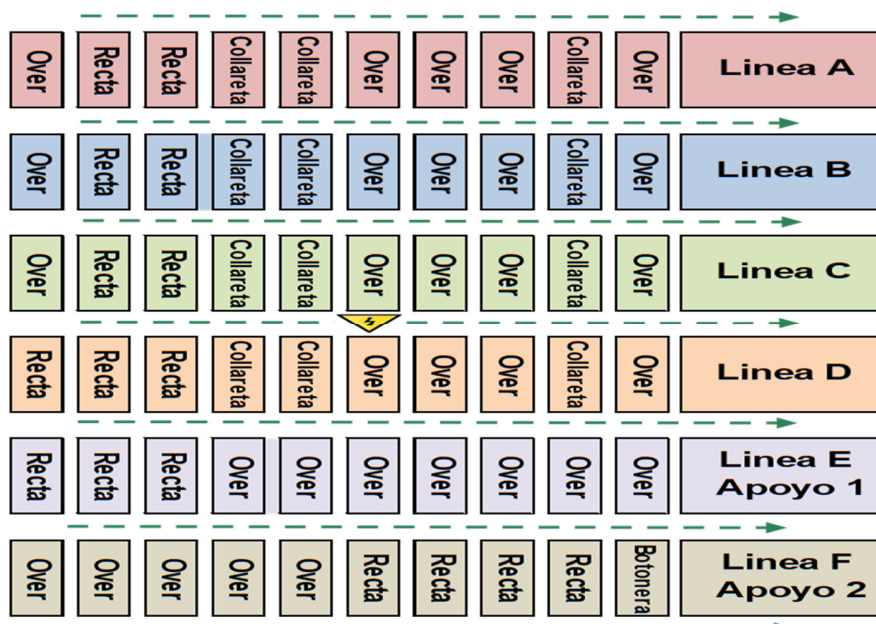 Over Recta Recta Collareta Collareta Over Over Over Collareta Over Linea A
Over Recta Recta Collareta Collareta Over Over Over Collareta Over Linea B
Over Recta Recta Collareta Collareta Over Over Over Collareta Over Linea C
Recta Recta Recta Collareta Collareta Over Over Over Collareta Over Linea D
Recta Recta Recta Over Over Over Over Over Over Over Linea E
Apoyo 1
Over Over Over Over Over Recta Recta Recta Recta Botonera Linea F
Apoyo 2